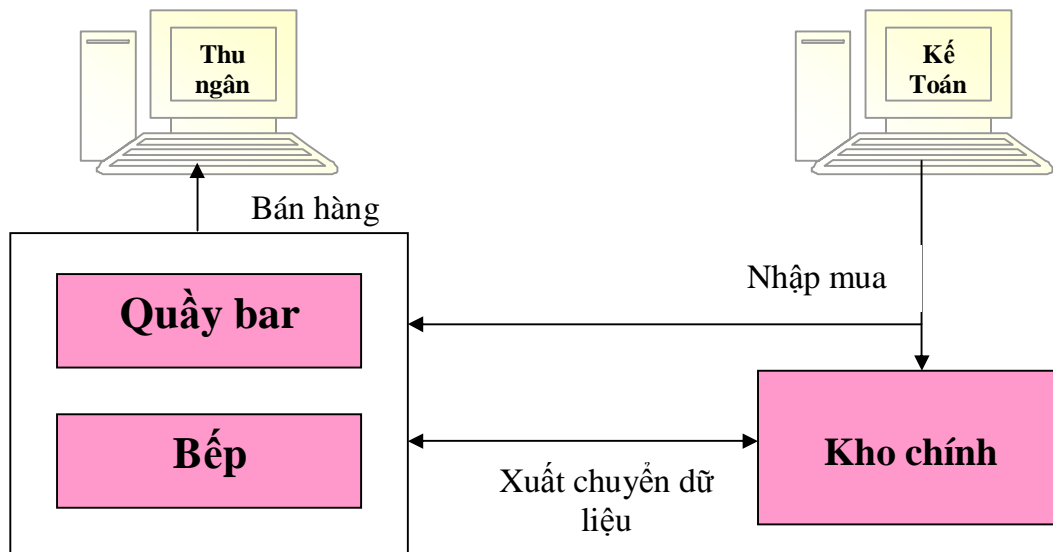 Thu
ngân
Kế
Toán
Bán hàng
Nhập mua
Quầy bar
Bếp
Kho chính
Xuất chuyển dữ
liệu